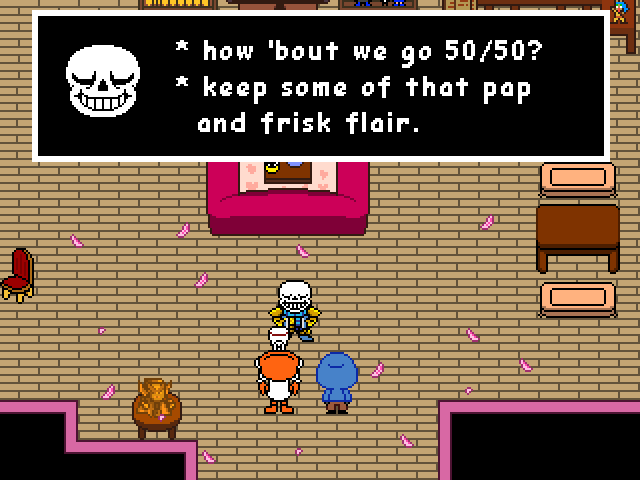 * how 'bout we go 50/50?
* keep some of that pap
and frisk flair.